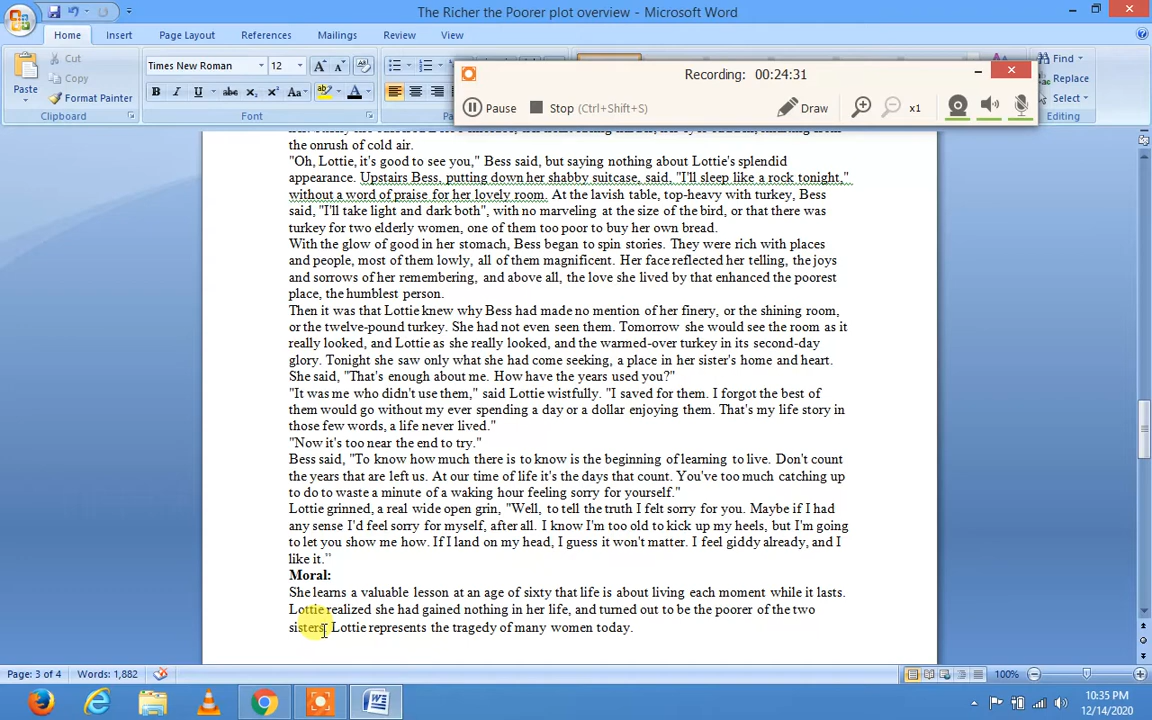 The Richer the Poorer plot overview - Microsoft Word
Home Insert Page Layout References Mailings Review View
Cut
Copy
Format Painter
Paste
Clipboard
Times New Roman 12
Font
Find
Replace
Select
Editing
Recording: 00:24:31
Pause Stop (Ctrl+Shift+S) Draw x1
the onrush of cold air.
"Oh, Lottie, it's good to see you," Bess said, but saying nothing about Lottie's splendid
appearance. Upstairs Bess, putting down her shabby suitcase, said, "I'll sleep like a rock tonight,"
without a word of praise for her lovely room. At the lavish table, top-heavy with turkey, Bess
said, "I'll take light and dark both", with no marveling at the size of the bird, or that there was
turkey for two elderly women, one of them too poor to buy her own bread.
With the glow of good in her stomach, Bess began to spin stories. They were rich with places
and people, most of them lowly, all of them magnificent. Her face reflected her telling, the joys
and sorrows of her remembering, and above all, the love she lived by that enhanced the poorest
place, the humblest person.
Then it was that Lottie knew why Bess had made no mention of her finery, or the shining room,
or the twelve-pound turkey. She had not even seen them. Tomorrow she would see the room as it
really looked, and Lottie as she really looked, and the warmed-over turkey in its second-day
glory. Tonight she saw only what she had come seeking, a place in her sister's home and heart.
She said, "That's enough about me. How have the years used you?"
"It was me who didn't use them," said Lottie wistfully. "I saved for them. I forgot the best of
them would go without my ever spending a day or a dollar enjoying them. That's my life story in
those few words, a life never lived."
"Now it's too near the end to try."
Bess said, "To know how much there is to know is the beginning of learning to live. Don't count
the years that are left us. At our time of life it's the days that count. You've too much catching up
to do to waste a minute of a waking hour feeling sorry for yourself."
Lottie grinned, a real wide open grin, "Well, to tell the truth I felt sorry for you. Maybe if I had
any sense I'd feel sorry for myself, after all. I know I'm too old to kick up my heels, but I'm going
to let you show me how. If I land on my head, I guess it won't matter. I feel giddy already, and I
like it."
Moral:
She learns a valuable lesson at an age of sixty that life is about living each moment while it lasts.
Lottie realized she had gained nothing in her life, and turned out to be the poorer of the two
sisters. Lottie represents the tragedy of many women today.
Page: 3 of 4 Words: 1,882 100%
10:35 PM
12/14/2020